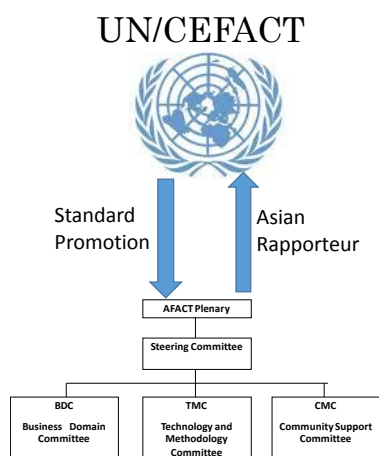 UN/CEFACT
Standard
Promotion
Asian
Rapporteur
AFACT Plenary
Steering Committee
BDC
Business Domain
Committee
TMC
Technology and
Methodology
Committee
CMC
Community Support
Committee